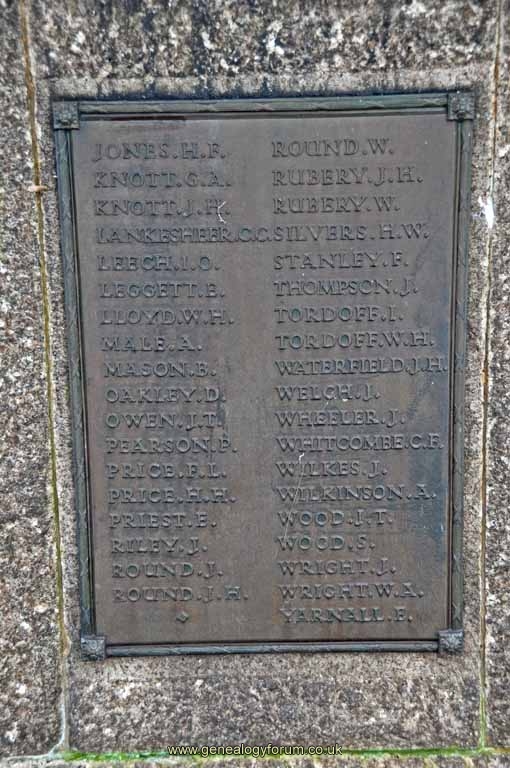 JONES.H.F.
KNOTT.G.A.
KNOTT.J.H.
LANKESHEER.C.C.
LEECH.I.O.
LEGGETT.E.
LLOYD.W.H.
MALE.A.
MASON.B.
OAKLEY.D.
OWEN.J.T.
PEARSON.P.
PRICE.F.L.
PRICE.H.H.
PRIEST.E.
RILEY.J.
ROUND.J.
ROUND.J.H.
ROUND.W.
RUBERY.J.H.
RUBERY.W.
SILVERS.H.W.
STANLEY.F.
THOMPSON.J.
TORDOFF.I.
TORDOFF.W.H.
WATERFIELD.J.H.
WELCH.J.
WHEELER.J.
WHITCOMBE.C.F.
WILKES.J.
WILKINSON.A.
WOOD.J.T.
WOOD.S.
WRIGHT.J.
WRIGHT.W.A.
YARNALL.E.
www.genealogyforum.co.uk